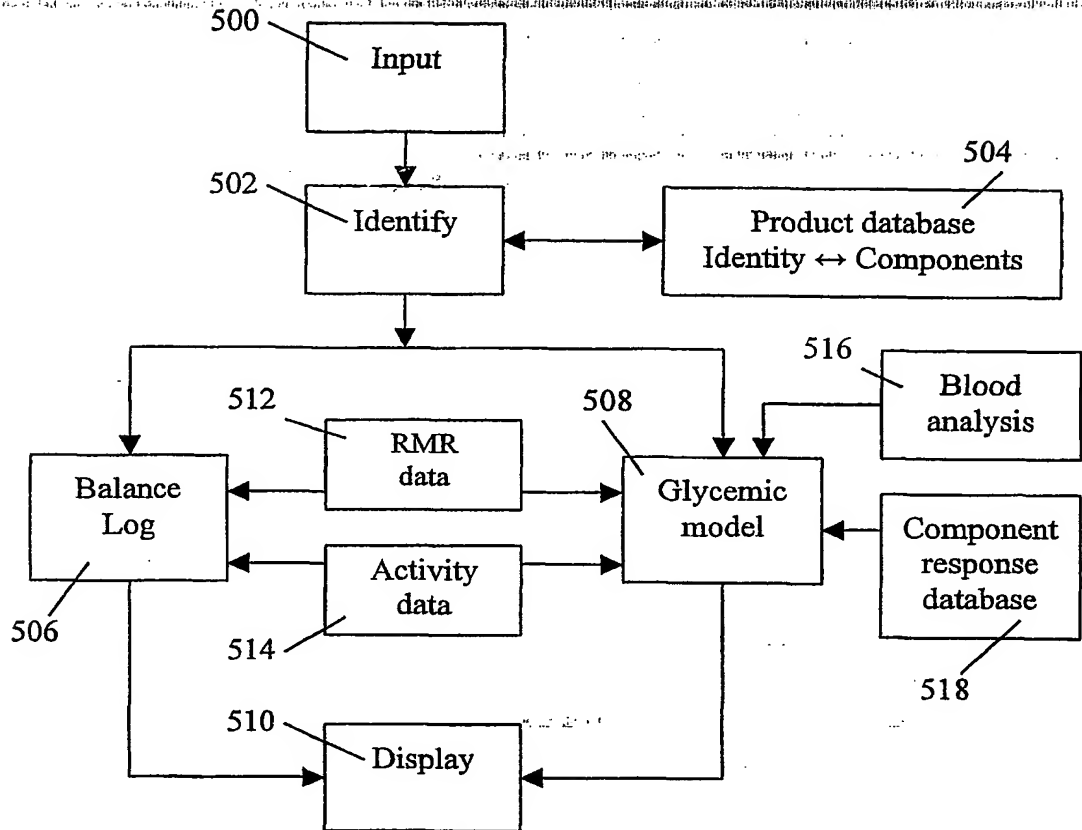 500
Input
502
Identify
504
Product database
Identity ↔ Components
516
Blood
analysis
512
RMR
data
508
Glycemic
model
Balance
Log
506
Activity
data
514
Component
response
database
518
510
Display